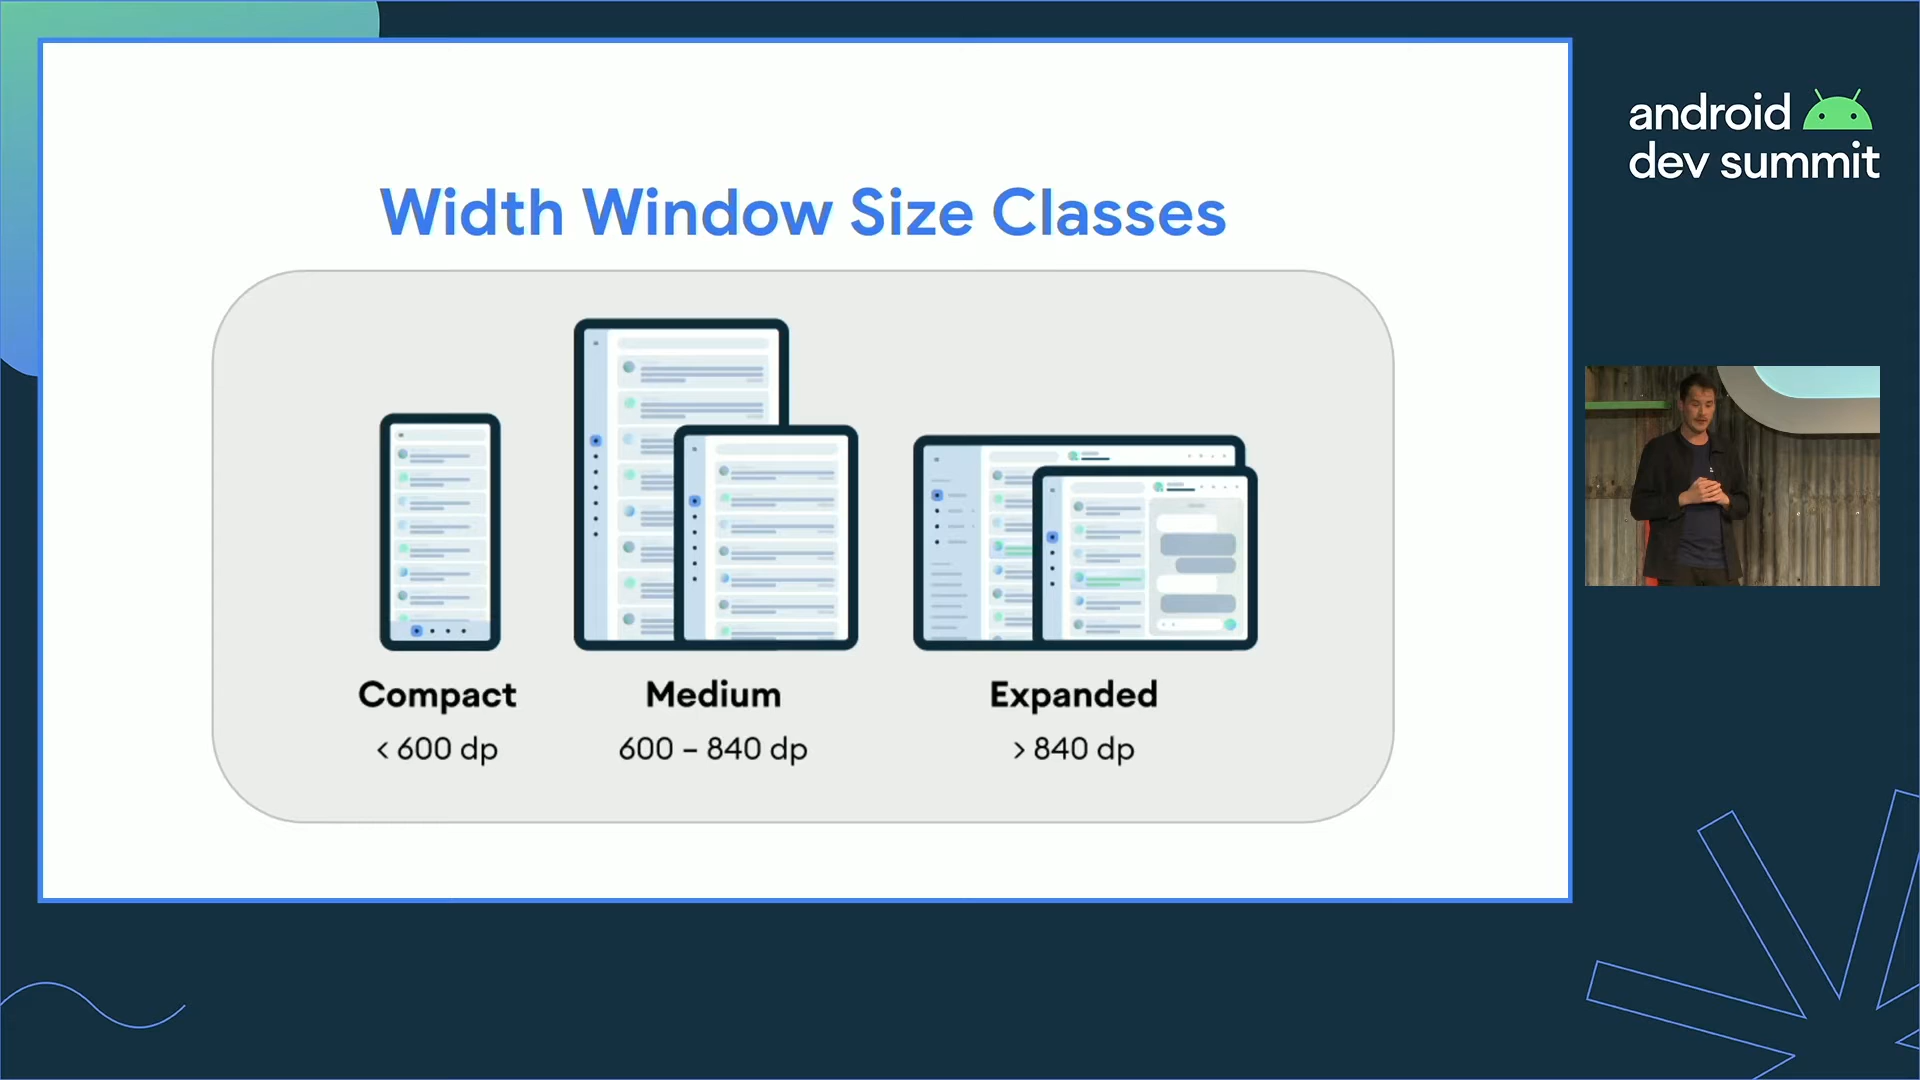 Width Window Size Classes
Compact
< 600 dp
Medium
600 – 840 dp
Expanded
> 840 dp
android
dev summit